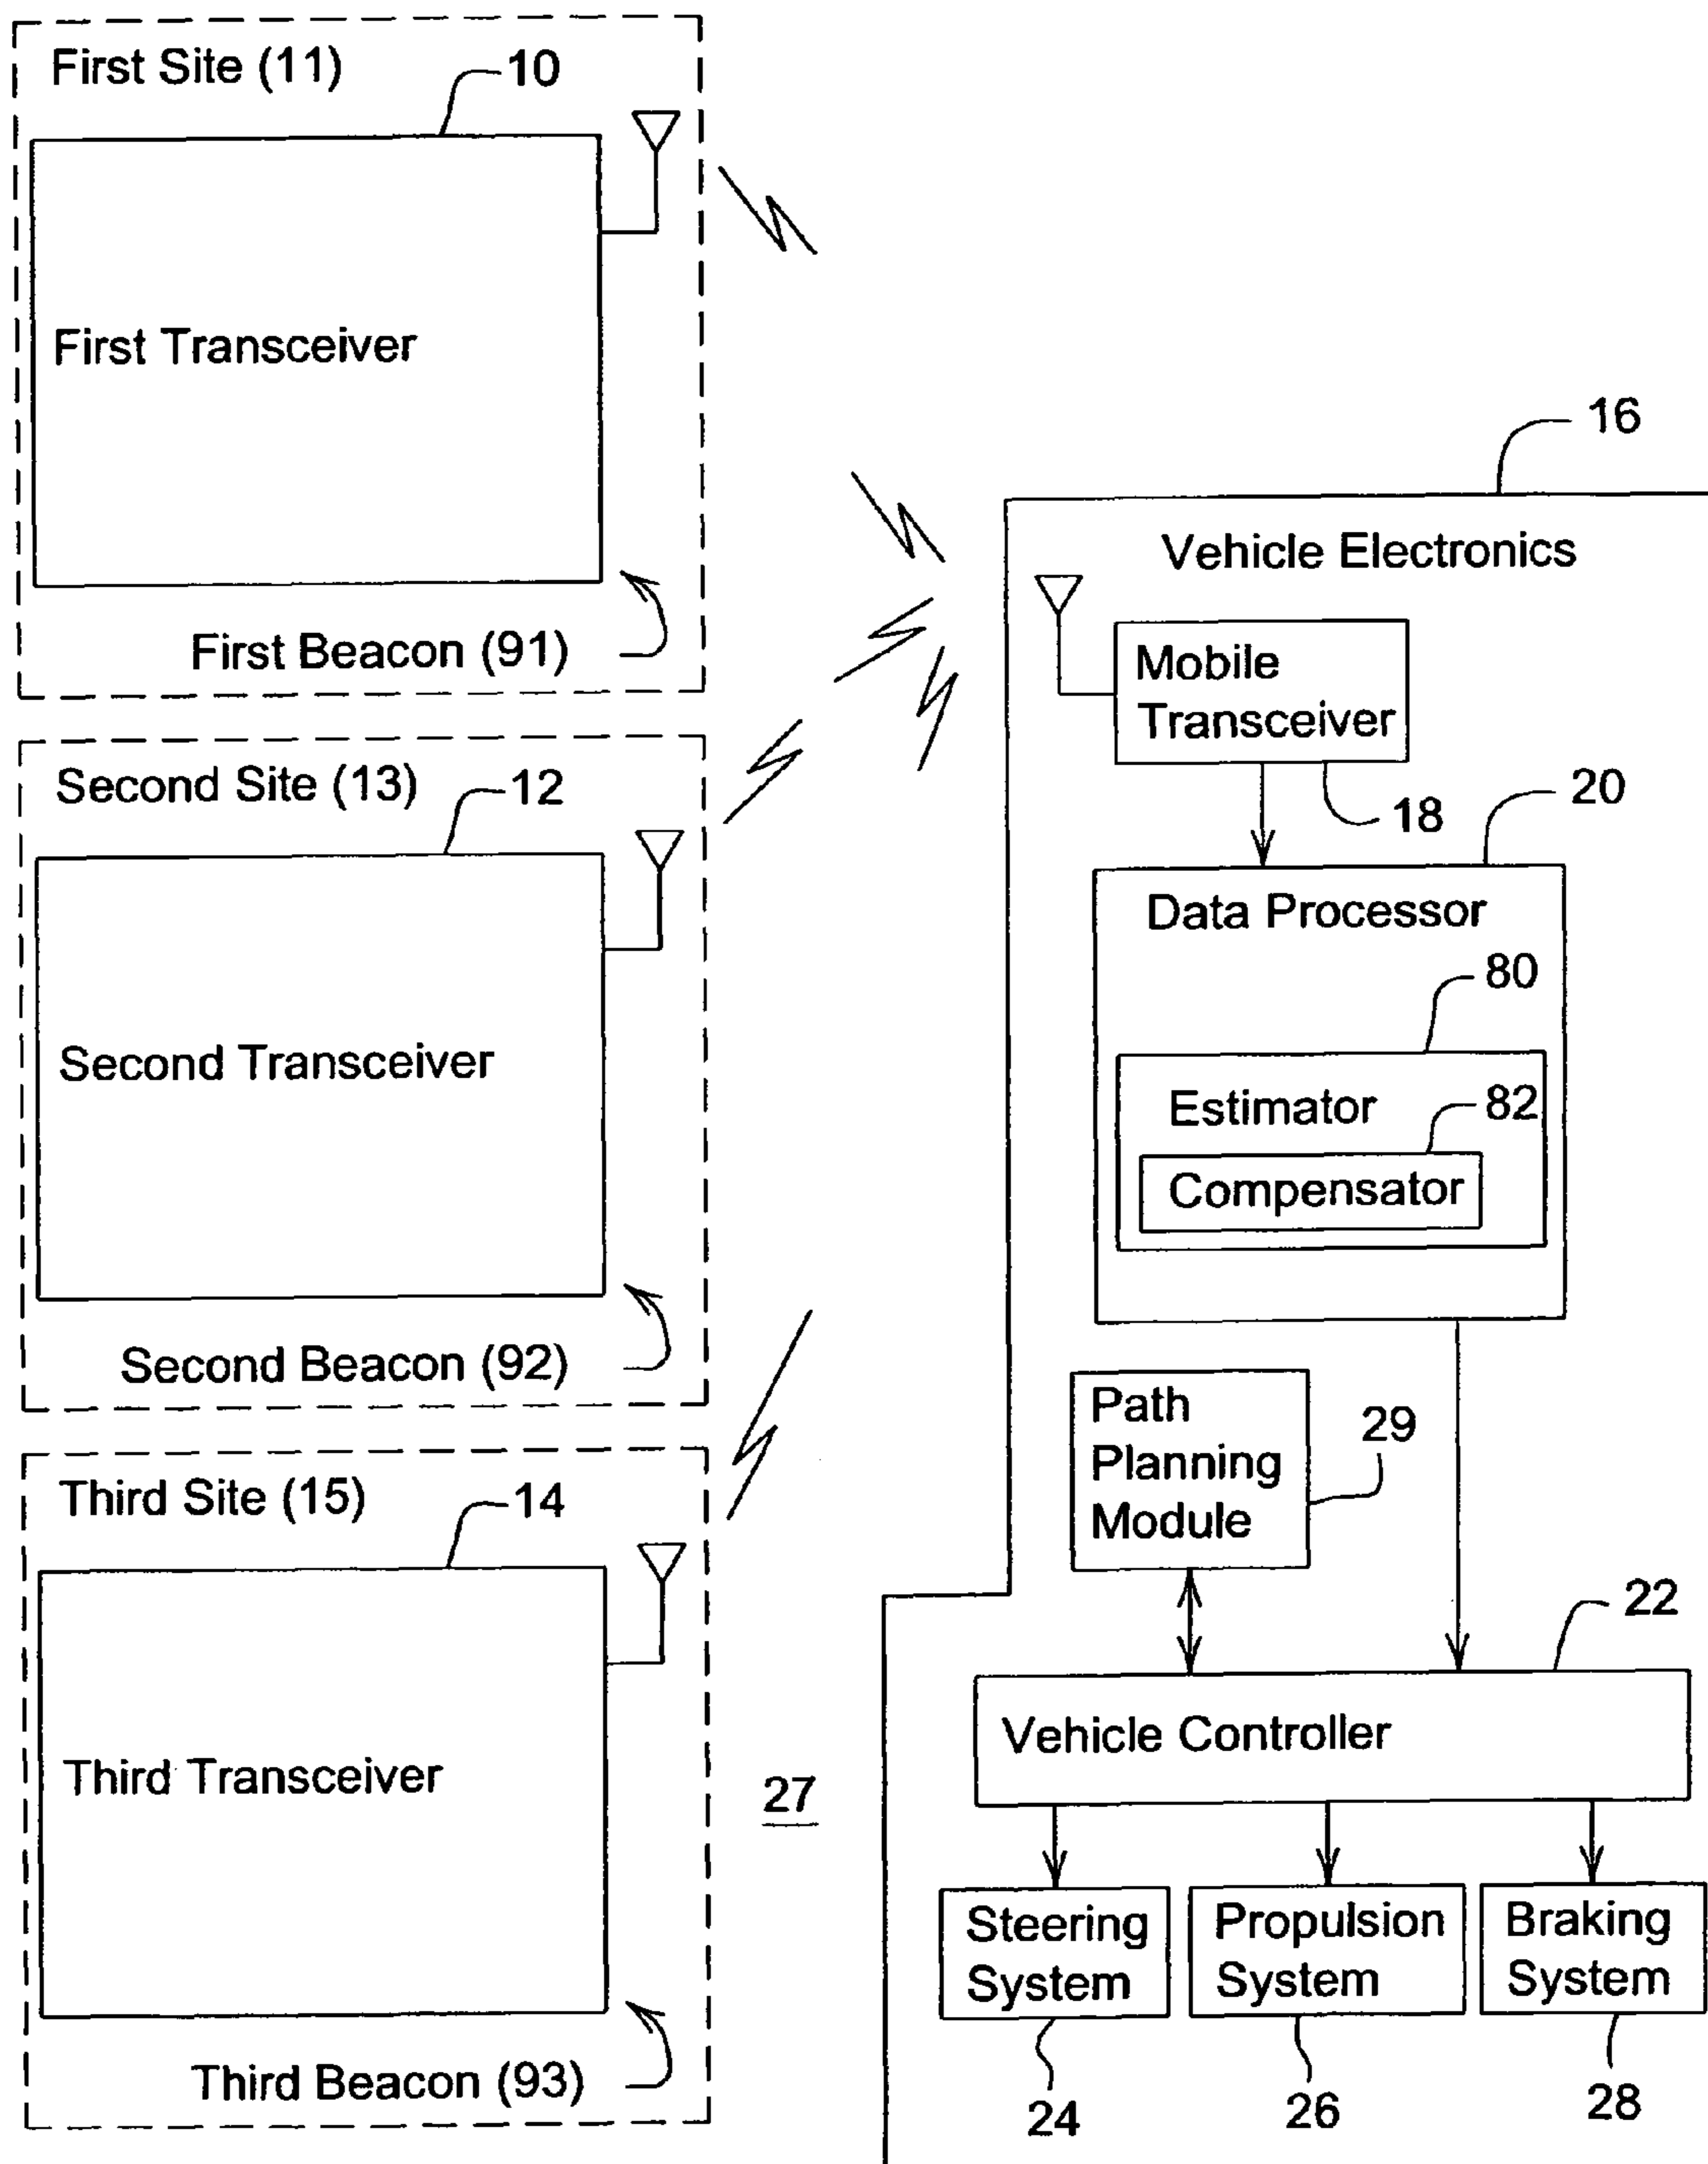 First Site (11)
10
First Transceiver
First Beacon (91)
Second Site (13)
12
Second Transceiver
Second Beacon (92)
Third Site (15)
14
Third Transceiver
Third Beacon (93)
27
16
Vehicle Electronics
Mobile
Transceiver
18
20
Data Processor
80
Estimator
82
Compensator
Path
Planning
Module
29
22
Vehicle Controller
Steering
System
24
Propulsion
System
26
Braking
System
28